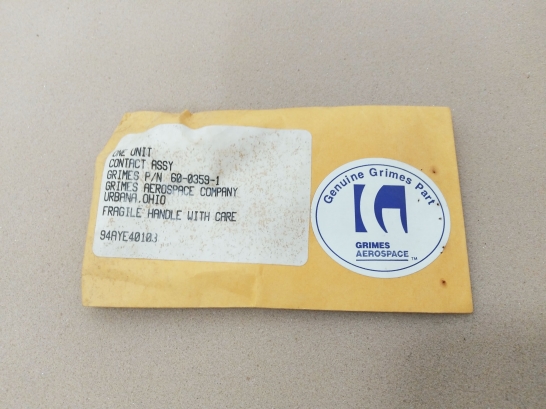 ONE UNIT
CONTACT ASSY
GRIMES P/N 60-0359-1
GRIMES AEROSPACE COMPANY
URBANA,OHIO
FRAGILE HANDLE WITH CARE
94AYE40103
Genuine Grimes Part
GRIMES
AEROSPACE ™